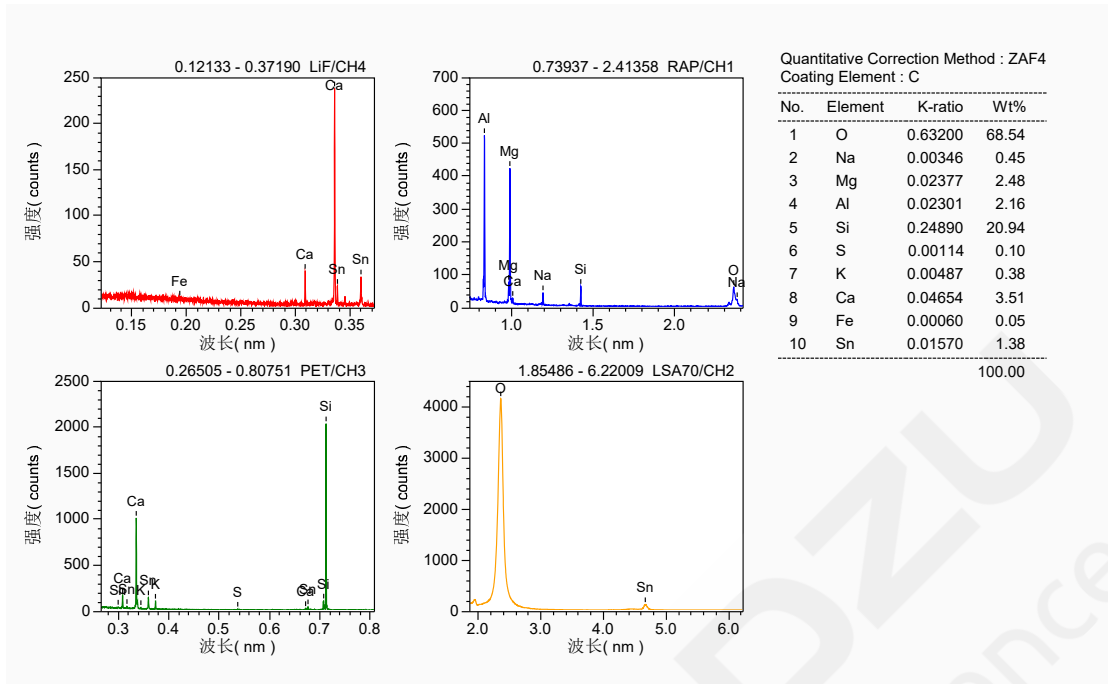 0.12133 - 0.37190 LiF/CH4
250
200
150
100
50
0
强度( counts )
Ca
Ca
Sn
Sn
Fe
0.15
0.20
0.25
0.30
0.35
波长( nm )
0.73937 - 2.41358 RAP/CH1
700
600
500
400
300
200
100
0
强度( counts )
Al
Mg
Mg
Ca
Na
Si
O
Na
1.0
1.5
2.0
波长( nm )
Quantitative Correction Method : ZAF4
Coating Element : C
No. Element K-ratio Wt%
1 O 0.63200 68.54
2 Na 0.00346 0.45
3 Mg 0.02377 2.48
4 Al 0.02301 2.16
5 Si 0.24890 20.94
6 S 0.00114 0.10
7 K 0.00487 0.38
8 Ca 0.04654 3.51
9 Fe 0.00060 0.05
10 Sn 0.01570 1.38
100.00
0.26505 - 0.80751 PET/CH3
2500
2000
1500
1000
500
0
强度( counts )
Si
Ca
Ca
Sn
Sn
K
Sn
K
S
Ca
Sn
Si
0.3
0.4
0.5
0.6
0.7
0.8
波长( nm )
1.85486 - 6.22009 LSA70/CH2
4000
3000
2000
1000
0
强度( counts )
O
Sn
2.0
3.0
4.0
5.0
6.0
波长( nm )
DZU
ence